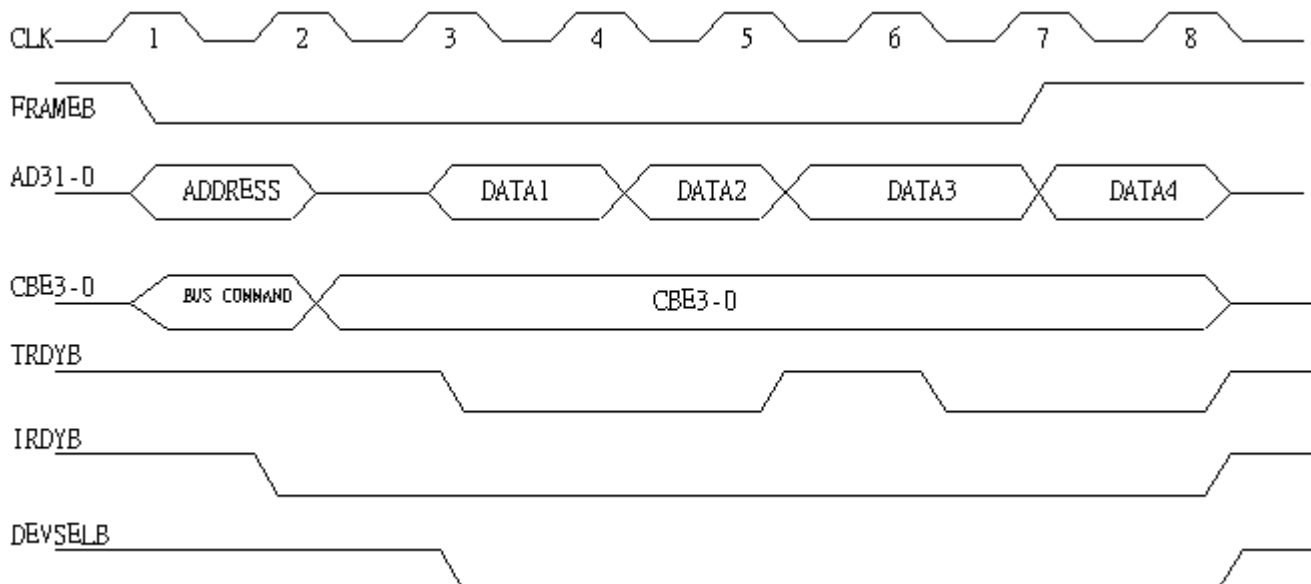 CLK 1 2 3 4 5 6 7 8
FRAMEB
AD31-0 ADDRESS DATA1 DATA2 DATA3 DATA4
CBE3-0 BUS COMMAND CBE3-0
TRDYB
IRDYB
DEVSELB